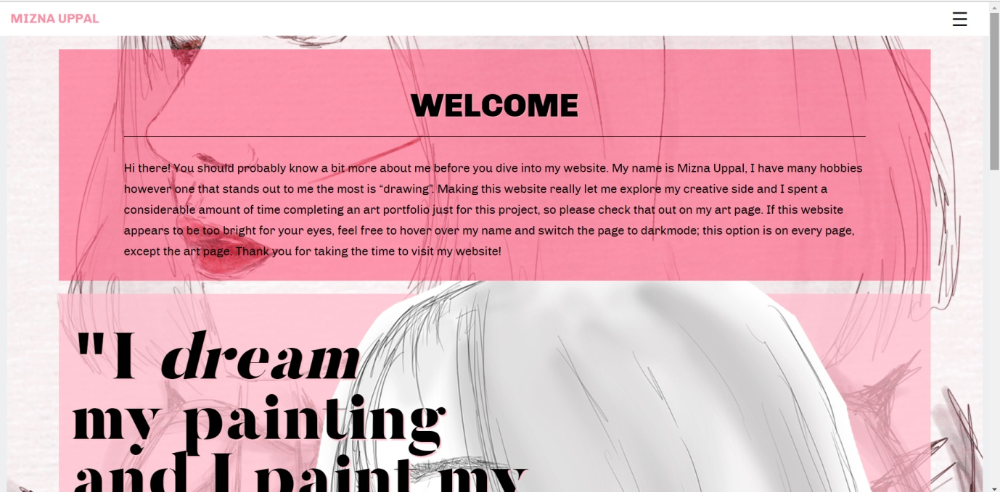 MIZNA UPPAL
WELCOME
Hi there! You should probably know a bit more about me before you dive into my website. My name is Mizna Uppal, I have many hobbies
however one that stands out to me the most is “drawing”. Making this website really let me explore my creative side and I spent a
considerable amount of time completing an art portfolio just for this project, so please check that out on my art page. If this website
appears to be too bright for your eyes, feel free to hover over my name and switch the page to darkmode; this option is on every page,
except the art page. Thank you for taking the time to visit my website!
"I dream
my painting
and I paint my